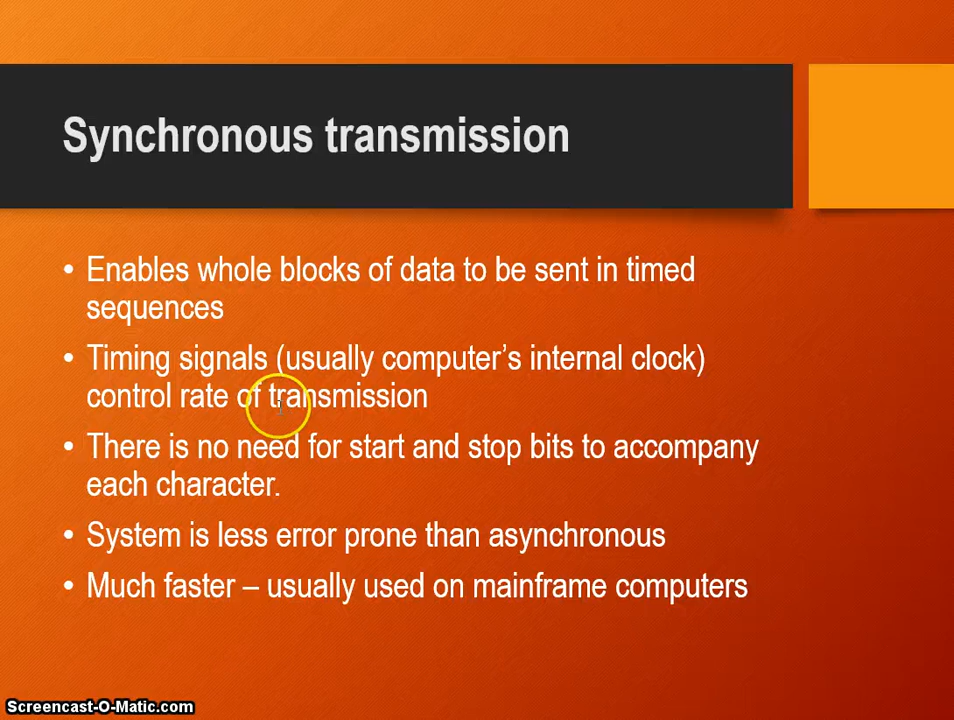 Synchronous transmission
• Enables whole blocks of data to be sent in timed
sequences
• Timing signals (usually computer's internal clock)
control rate of transmission
• There is no need for start and stop bits to accompany
each character.
• System is less error prone than asynchronous
• Much faster – usually used on mainframe computers
Screencast-O-Matic.com